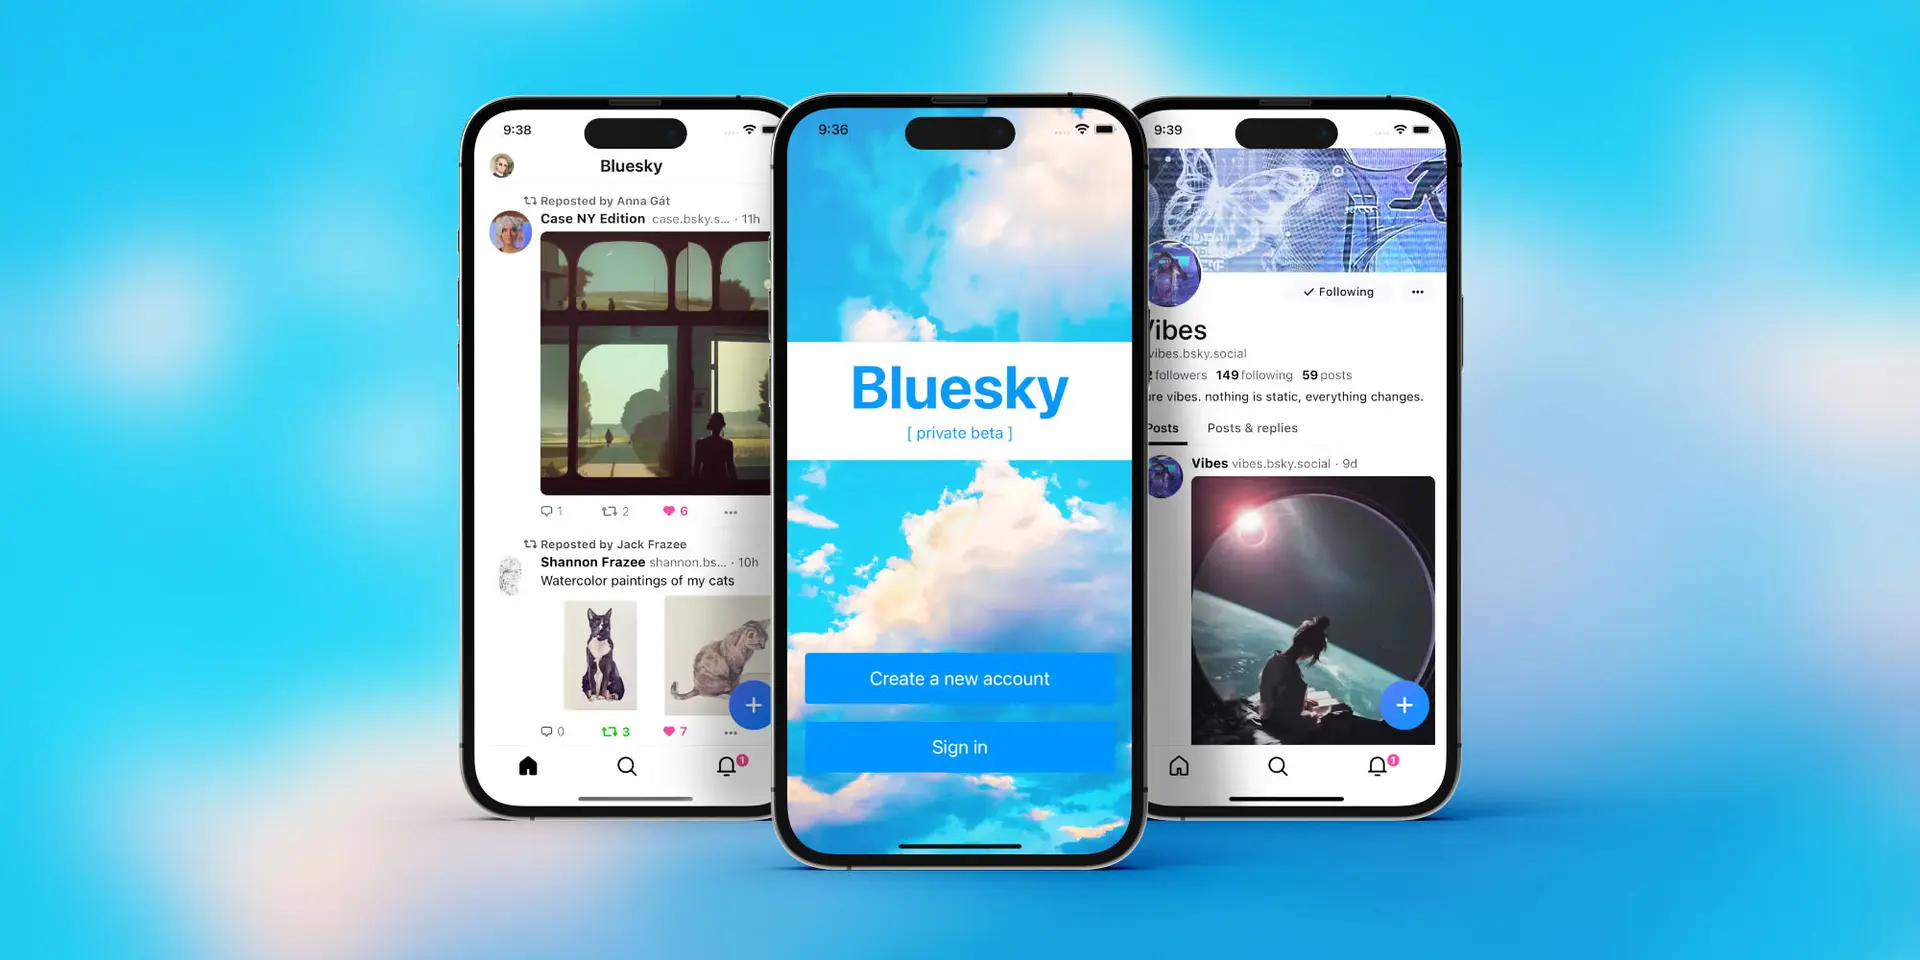 9:38
Bluesky
Reposted by Anna Gát
Case NY Edition case.bsky.s... · 11h
1 2 6
Reposted by Jack Frazee
Shannon Frazee shannon.bs... · 10h
Watercolor paintings of my cats
0 3 7
1
9:36
Bluesky
[ private beta ]
Create a new account
Sign in
9:39
Following
ibes
vibes.bsky.social
followers 149 following 59 posts
vibes. nothing is static, everything changes.
Posts Posts & replies
Vibes vibes.bsky.social · 9d
1